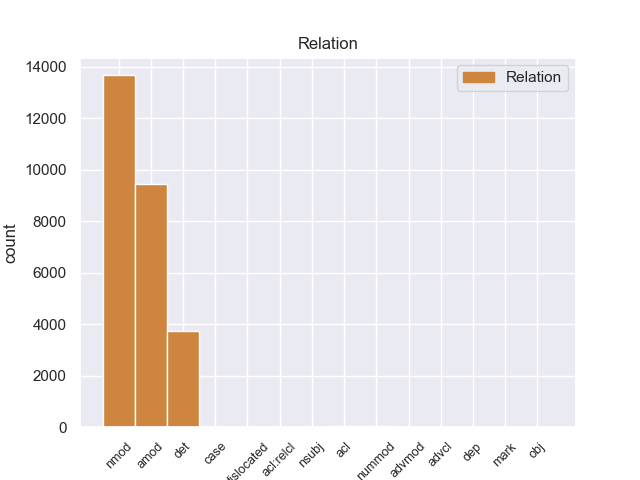 Relation
14000
12000
10000
8000
6000
4000
2000
0
count
Relation
nmod
amod
det
case
islocated
acl:relcl
nsubj
acl
nummod
advmod
advcl
dep
mark
obj